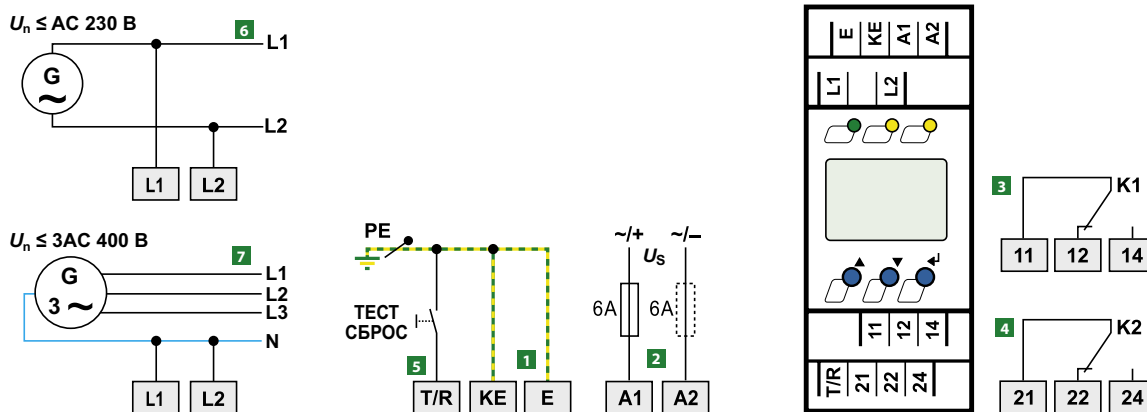 Un ≤ AC 230 В
6
L1
G
~
L2
L1
L2
Un ≤ 3AC 400 В
7
L1
G
L2
3 ~
L3
N
L1
L2
PE
ТЕСТ
СБРОС
5
1
T/R
KE
E
~/+
~/–
US
6A
6A
2
A1
A2
E
KE
A1
A2
L1
L2
11
12
14
T/R
21
22
24
3
K1
11
12
14
4
K2
21
22
24